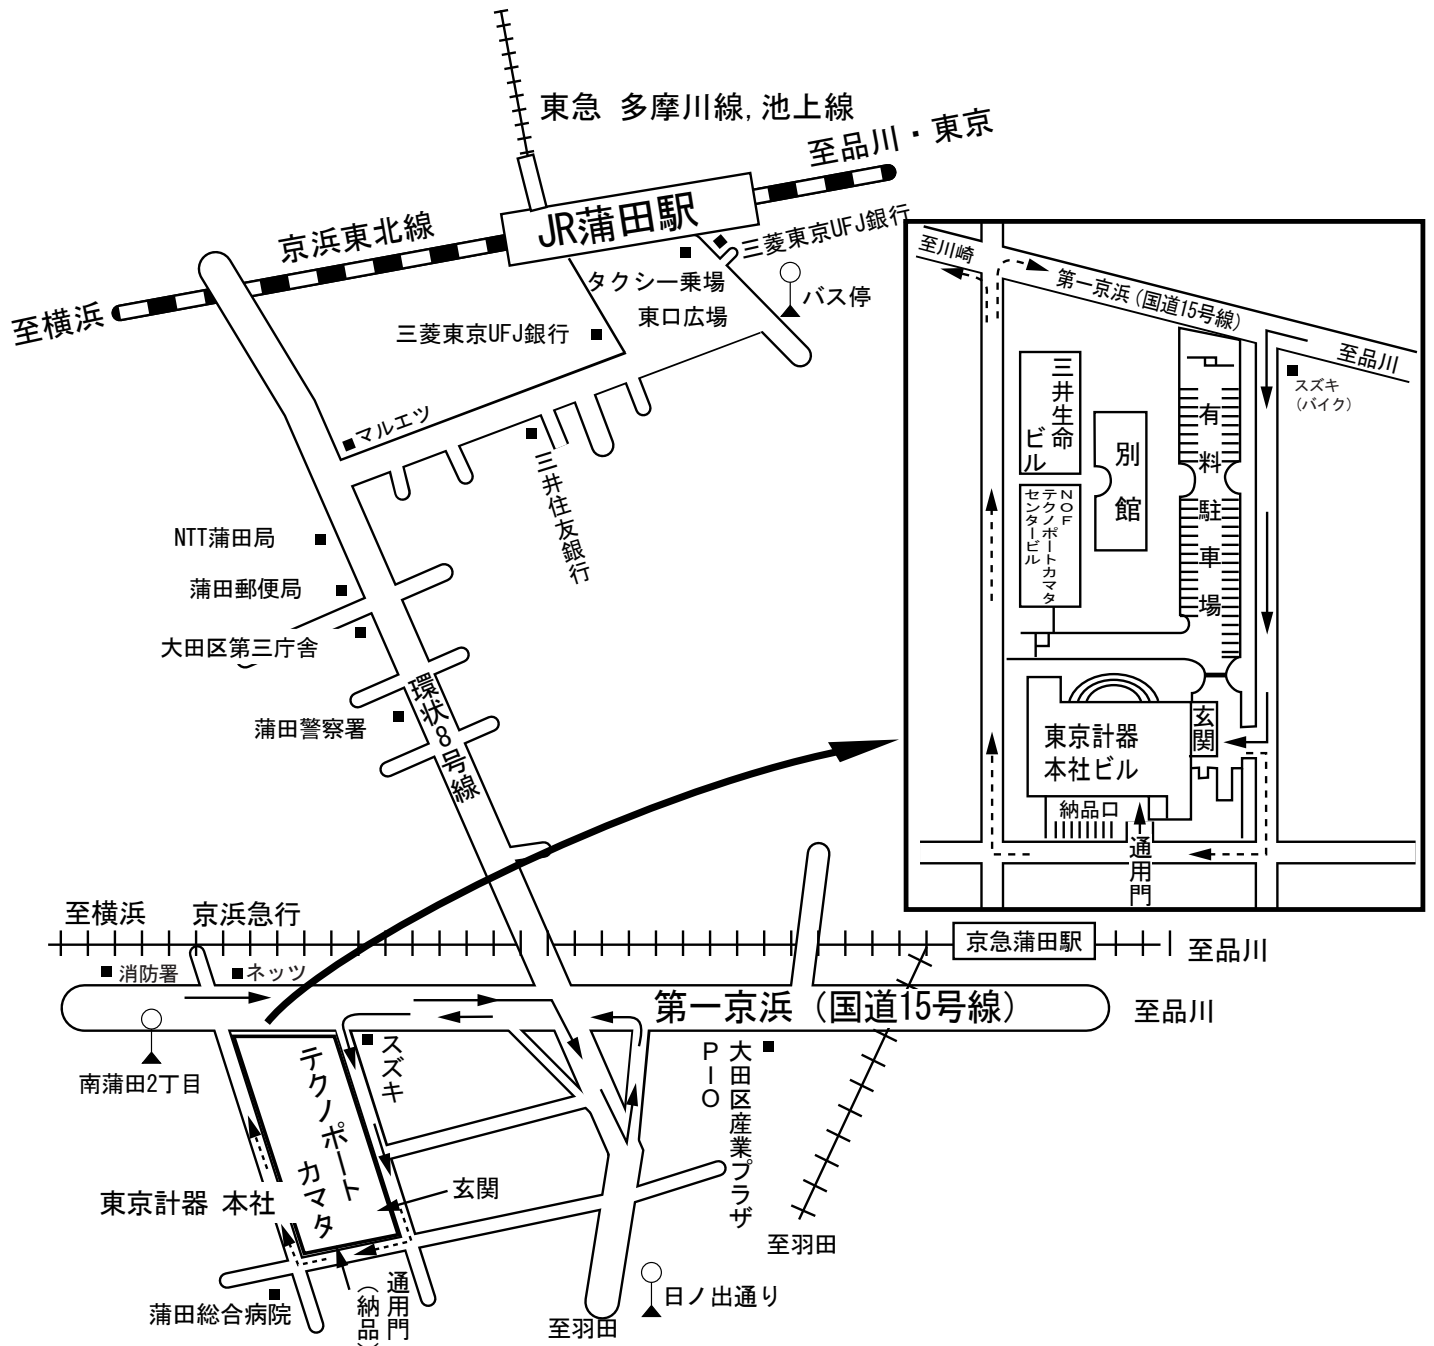 東急 多摩川線,池上線
至品川・東京
JR蒲田駅
京浜東北線
至横浜
三菱東京UFJ銀行
タクシー乗場
バス停
東口広場
三菱東京UFJ銀行
マルエツ
三井住友銀行
NTT蒲田局
蒲田郵便局
大田区第三庁舎
蒲田警察署
環状8号線
至横浜
京浜急行
京急蒲田駅
至品川
消防署
ネッツ
第一京浜(国道15号線)
至品川
南蒲田2丁目
スズキ
テクノポート
カマタ
大田区産業プラザ
PIO
東京計器 本社
玄関
至羽田
通用門
(納品)
蒲田総合病院
日ノ出通り
至羽田
至川崎
第一京浜(国道15号線)
至品川
スズキ
(バイク)
三井生命
ビル
別館
有料駐車場
NOF
テクノポートカマタ
センタービル
東京計器
本社ビル
玄関
納品口
通用門